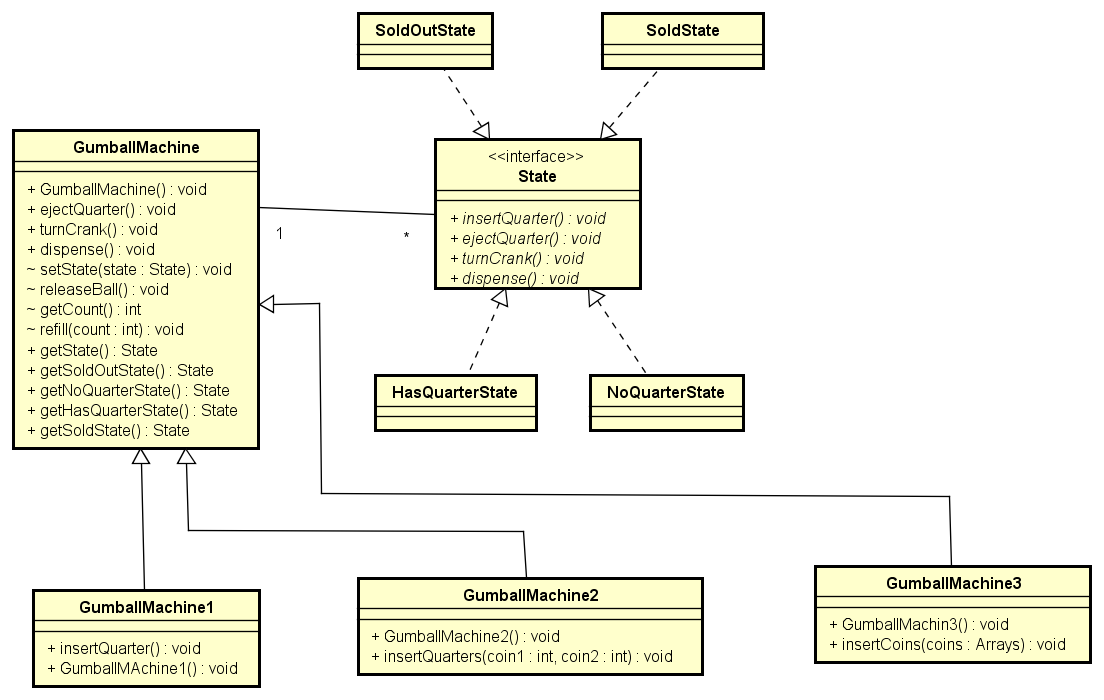 SoldOutState
SoldState
GumballMachine
+ GumballMachine() : void
+ ejectQuarter() : void
+ turnCrank() : void
+ dispense() : void
~ setState(state : State) : void
~ releaseBall() : void
~ getCount() : int
~ refill(count : int) : void
+ getState() : State
+ getSoldOutState() : State
+ getNoQuarterState() : State
+ getHasQuarterState() : State
+ getSoldState() : State
1
*
<<interface>>
State
+ insertQuarter() : void
+ ejectQuarter() : void
+ turnCrank() : void
+ dispense() : void
HasQuarterState
NoQuarterState
GumballMachine1
+ insertQuarter() : void
+ GumballMAchine1() : void
GumballMachine2
+ GumballMachine2() : void
+ insertQuarters(coin1 : int, coin2 : int) : void
GumballMachine3
+ GumballMachin3() : void
+ insertCoins(coins : Arrays) : void